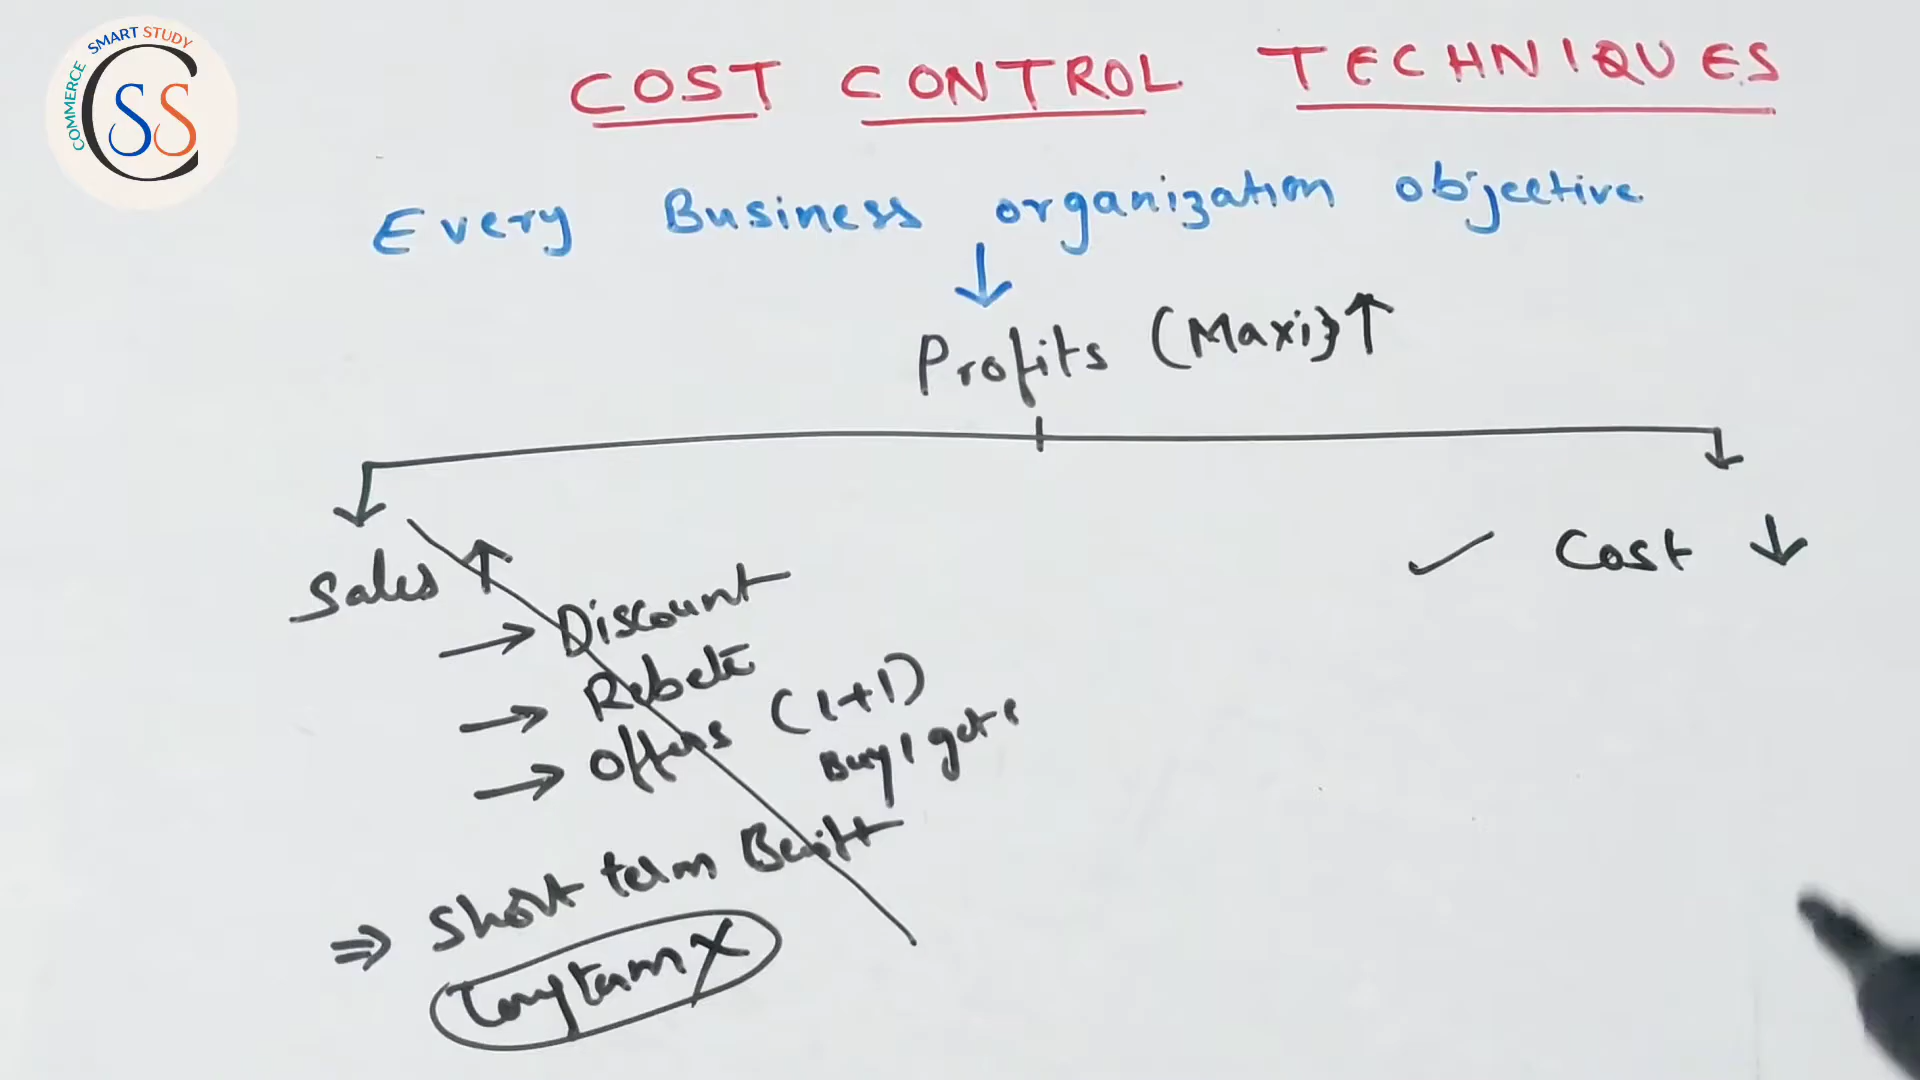 COMMERCE SMART STUDY
CSS
COST CONTROL TECHNIQUES
Every Business organization objective
↓
Profits (Maxi) ↑
Sales ↑
✓ Cost ↓
→ Discount
→ Rebate
→ Offers (1+1)
Buy 1 get 1
⇒ Short term Benifit
Long term X